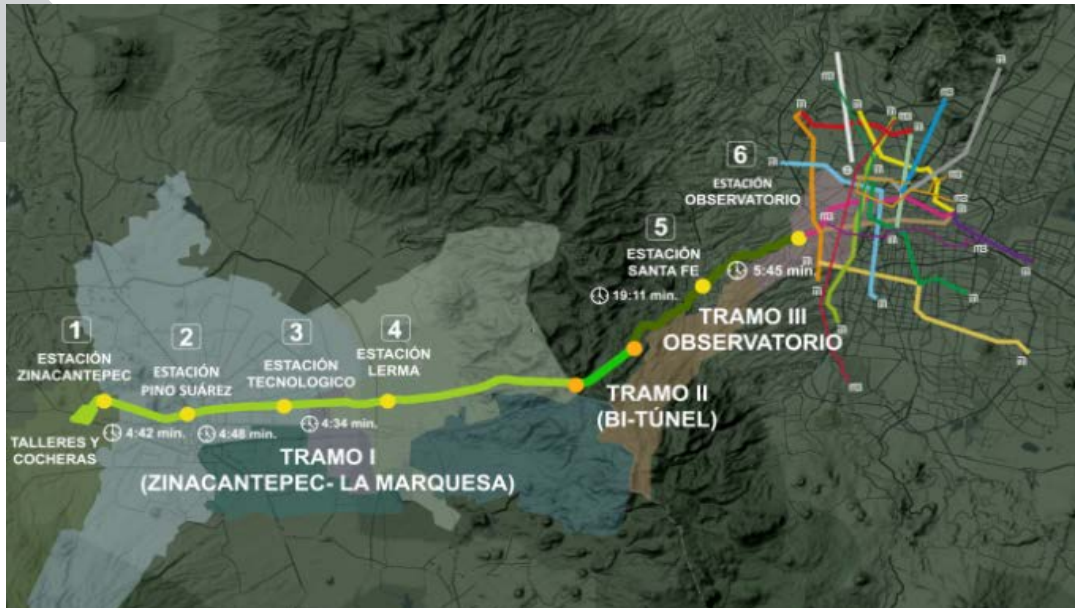 1
ESTACIÓN
ZINACANTEPEC
TALLERES Y
COCHERAS
4:42 min.
2
ESTACIÓN
PINO SUÁREZ
4:48 min.
3
ESTACIÓN
TECNOLOGICO
4:34 min.
4
ESTACIÓN
LERMA
TRAMO I
(ZINACANTEPEC- LA MARQUESA)
TRAMO II
(BI-TÚNEL)
19:11 min.
5
ESTACIÓN
SANTA FE
5:45 min.
TRAMO III
OBSERVATORIO
6
ESTACIÓN
OBSERVATORIO